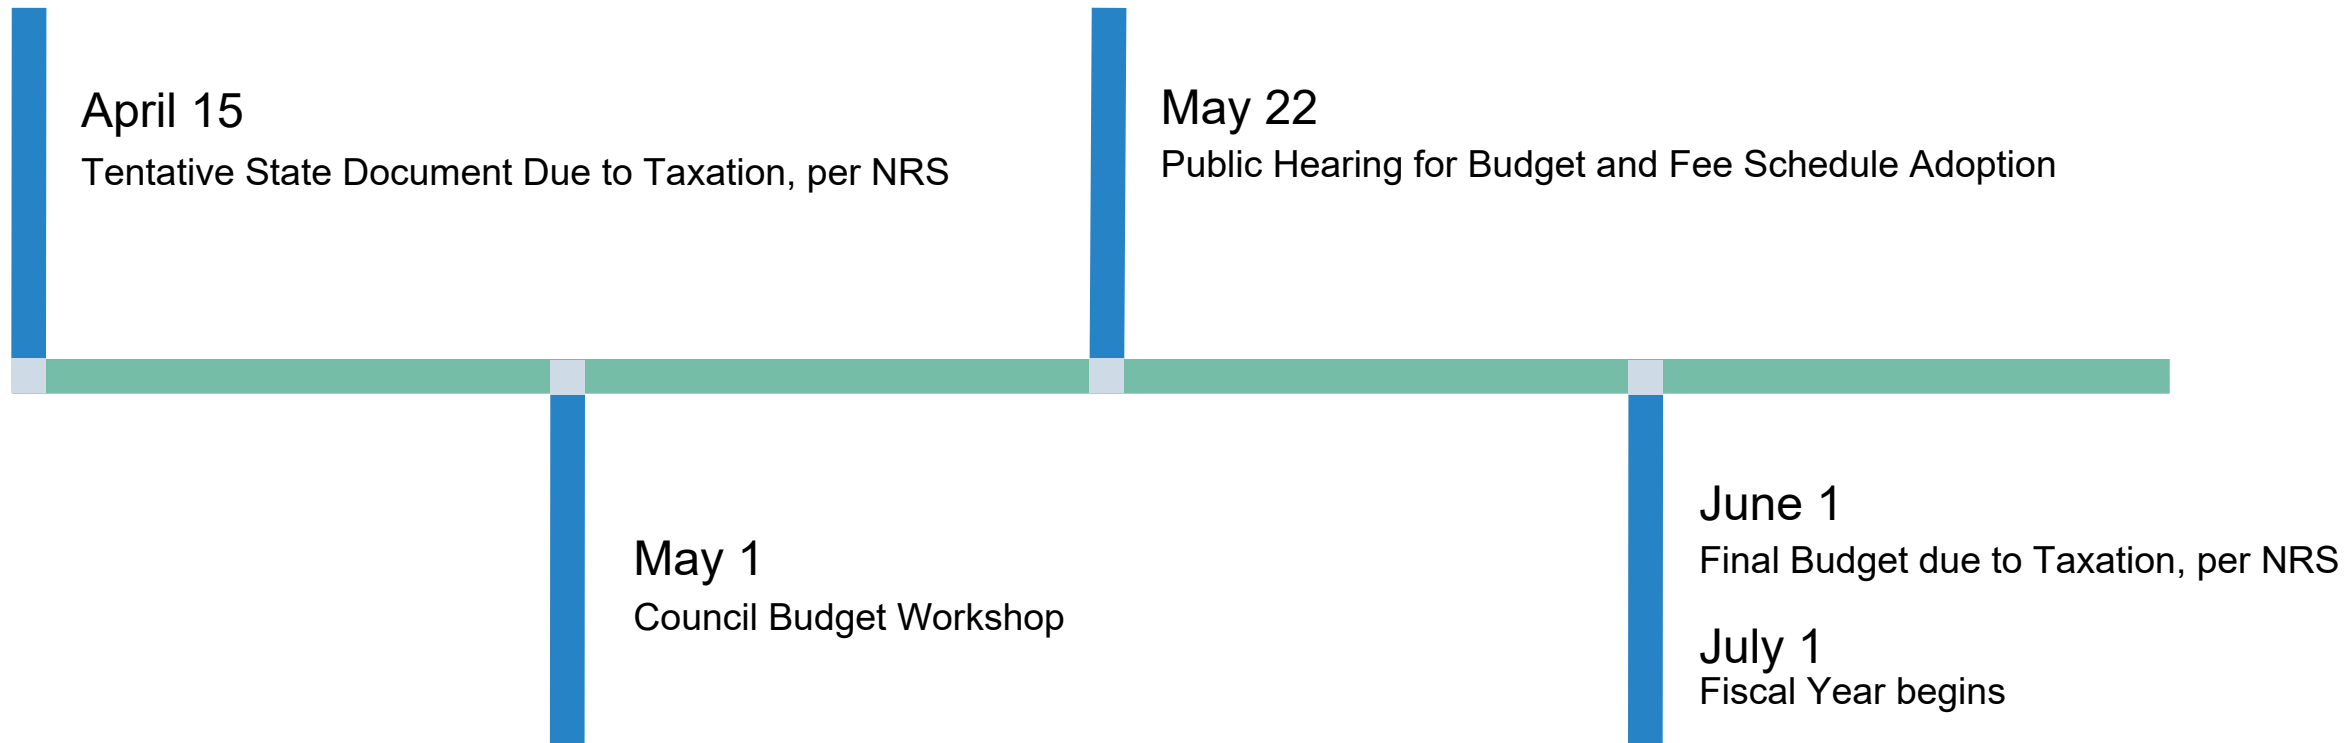 April 15
Tentative State Document Due to Taxation, per NRS
May 1
Council Budget Workshop
May 22
Public Hearing for Budget and Fee Schedule Adoption
June 1
Final Budget due to Taxation, per NRS
July 1
Fiscal Year begins